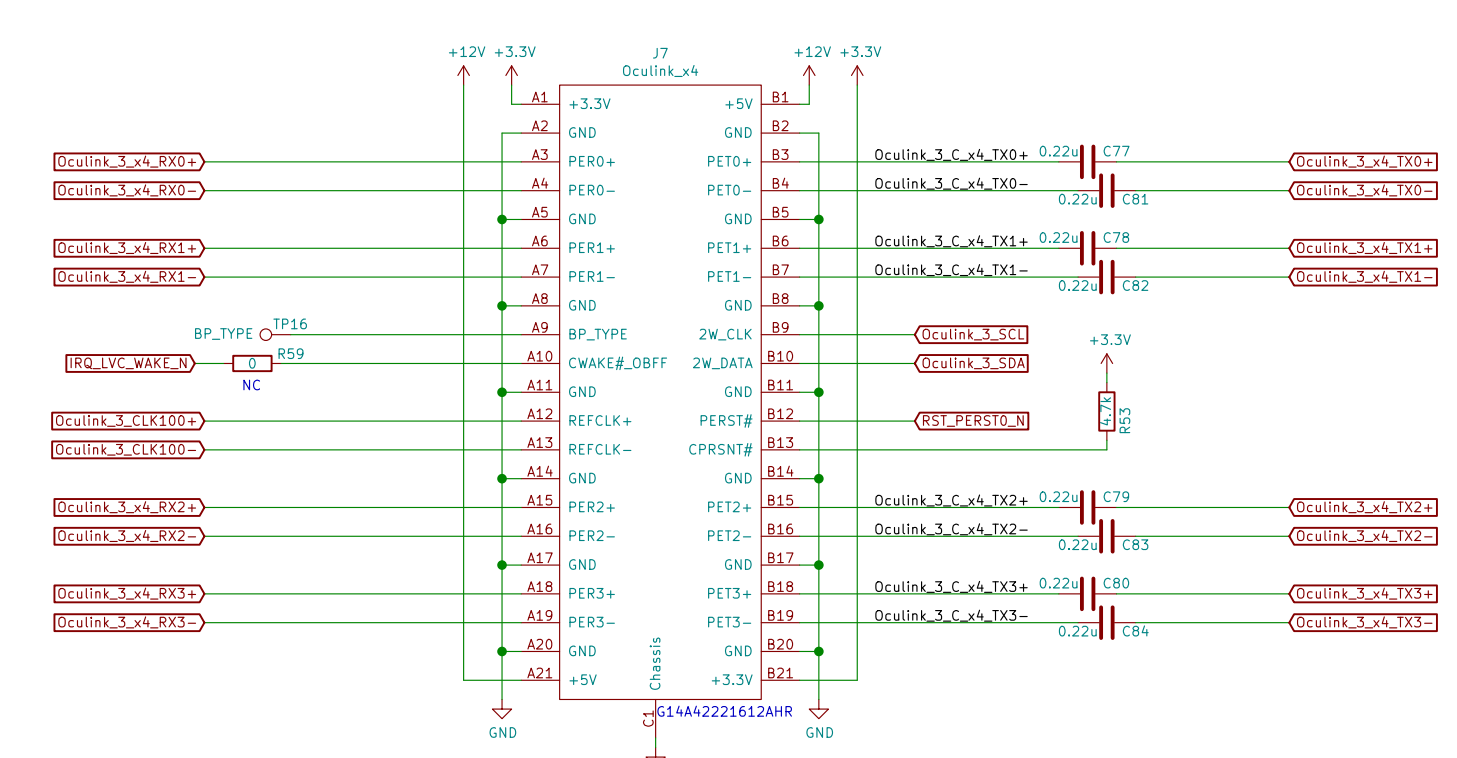 +12V +3.3V
J7
Oculink_x4
+12V +3.3V
A1 +3.3V +5V B1
A2 GND GND B2
Oculink_3_x4_RX0+ A3 PER0+ PET0+ B3 Oculink_3_C_x4_TX0+ 0.22u C77 Oculink_3_x4_TX0+
Oculink_3_x4_RX0- A4 PER0- PET0- B4 Oculink_3_C_x4_TX0- 0.22u C81 Oculink_3_x4_TX0-
A5 GND GND B5
Oculink_3_x4_RX1+ A6 PER1+ PET1+ B6 Oculink_3_C_x4_TX1+ 0.22u C78 Oculink_3_x4_TX1+
Oculink_3_x4_RX1- A7 PER1- PET1- B7 Oculink_3_C_x4_TX1- 0.22u C82 Oculink_3_x4_TX1-
A8 GND GND B8
BP_TYPE TP16 A9 BP_TYPE 2W_CLK B9 Oculink_3_SCL
+3.3V
IRQ_LVC_WAKE_N 0 R59 A10 CWAKE#_OBFF 2W_DATA B10 Oculink_3_SDA
NC
A11 GND GND B11
4.7k R53
Oculink_3_CLK100+ A12 REFCLK+ PERST# B12 RST_PERST0_N
Oculink_3_CLK100- A13 REFCLK- CPRSNT# B13
A14 GND GND B14
Oculink_3_x4_RX2+ A15 PER2+ PET2+ B15 Oculink_3_C_x4_TX2+ 0.22u C79 Oculink_3_x4_TX2+
Oculink_3_x4_RX2- A16 PER2- PET2- B16 Oculink_3_C_x4_TX2- 0.22u C83 Oculink_3_x4_TX2-
A17 GND GND B17
Oculink_3_x4_RX3+ A18 PER3+ PET3+ B18 Oculink_3_C_x4_TX3+ 0.22u C80 Oculink_3_x4_TX3+
Oculink_3_x4_RX3- A19 PER3- PET3- B19 Oculink_3_C_x4_TX3- 0.22u C84 Oculink_3_x4_TX3-
A20 GND GND B20
A21 +5V Chassis +3.3V B21
C1 G14A42221612AHR
GND GND